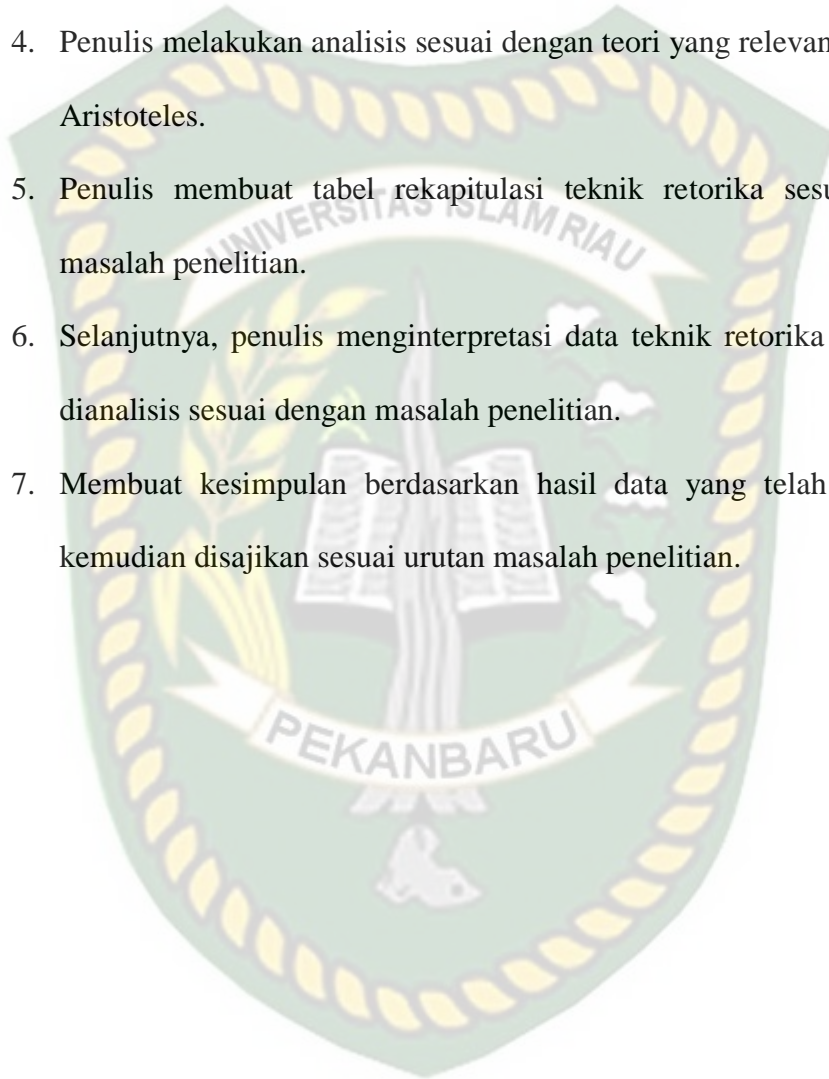 4. Penulis melakukan analisis sesuai dengan teori yang relevan
Aristoteles.
5. Penulis membuat tabel rekapitulasi teknik retorika sesu
masalah penelitian.
6. Selanjutnya, penulis menginterpretasi data teknik retorika
dianalisis sesuai dengan masalah penelitian.
7. Membuat kesimpulan berdasarkan hasil data yang telah
kemudian disajikan sesuai urutan masalah penelitian.
UNIVERSITAS ISLAM RIAU
PEKANBARU